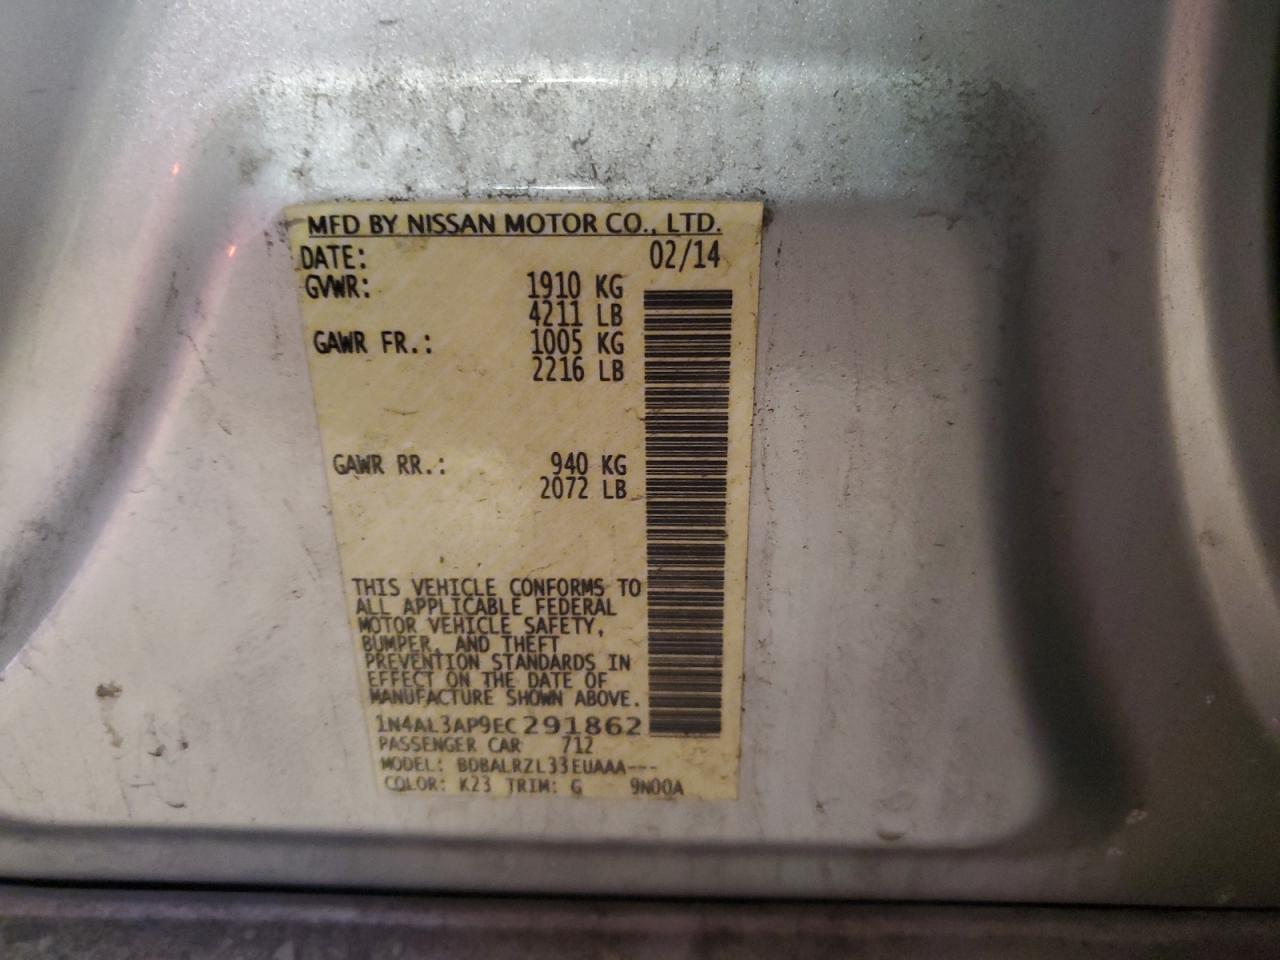 MFD BY NISSAN MOTOR CO., LTD.
DATE: 02/14
GVWR: 1910 KG
4211 LB
GAWR FR.: 1005 KG
2216 LB
GAWR RR.: 940 KG
2072 LB
THIS VEHICLE CONFORMS TO
ALL APPLICABLE FEDERAL
MOTOR VEHICLE SAFETY,
BUMPER, AND THEFT
PREVENTION STANDARDS IN
EFFECT ON THE DATE OF
MANUFACTURE SHOWN ABOVE.
1N4AL3AP9EC291862
PASSENGER CAR 712
MODEL: BDBALRZL33EUAAA---
COLOR: K23 TRIM: G 9N00A